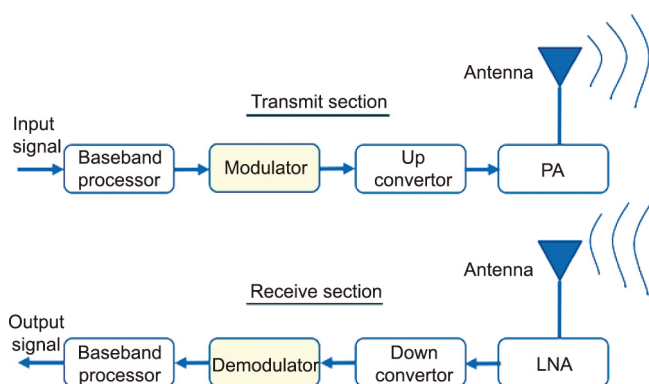 Antenna
Transmit section
Input
signal
Baseband
processor
Modulator
Up
convertor
PA
Antenna
Receive section
Output
signal
Baseband
processor
Demodulator
Down
convertor
LNA